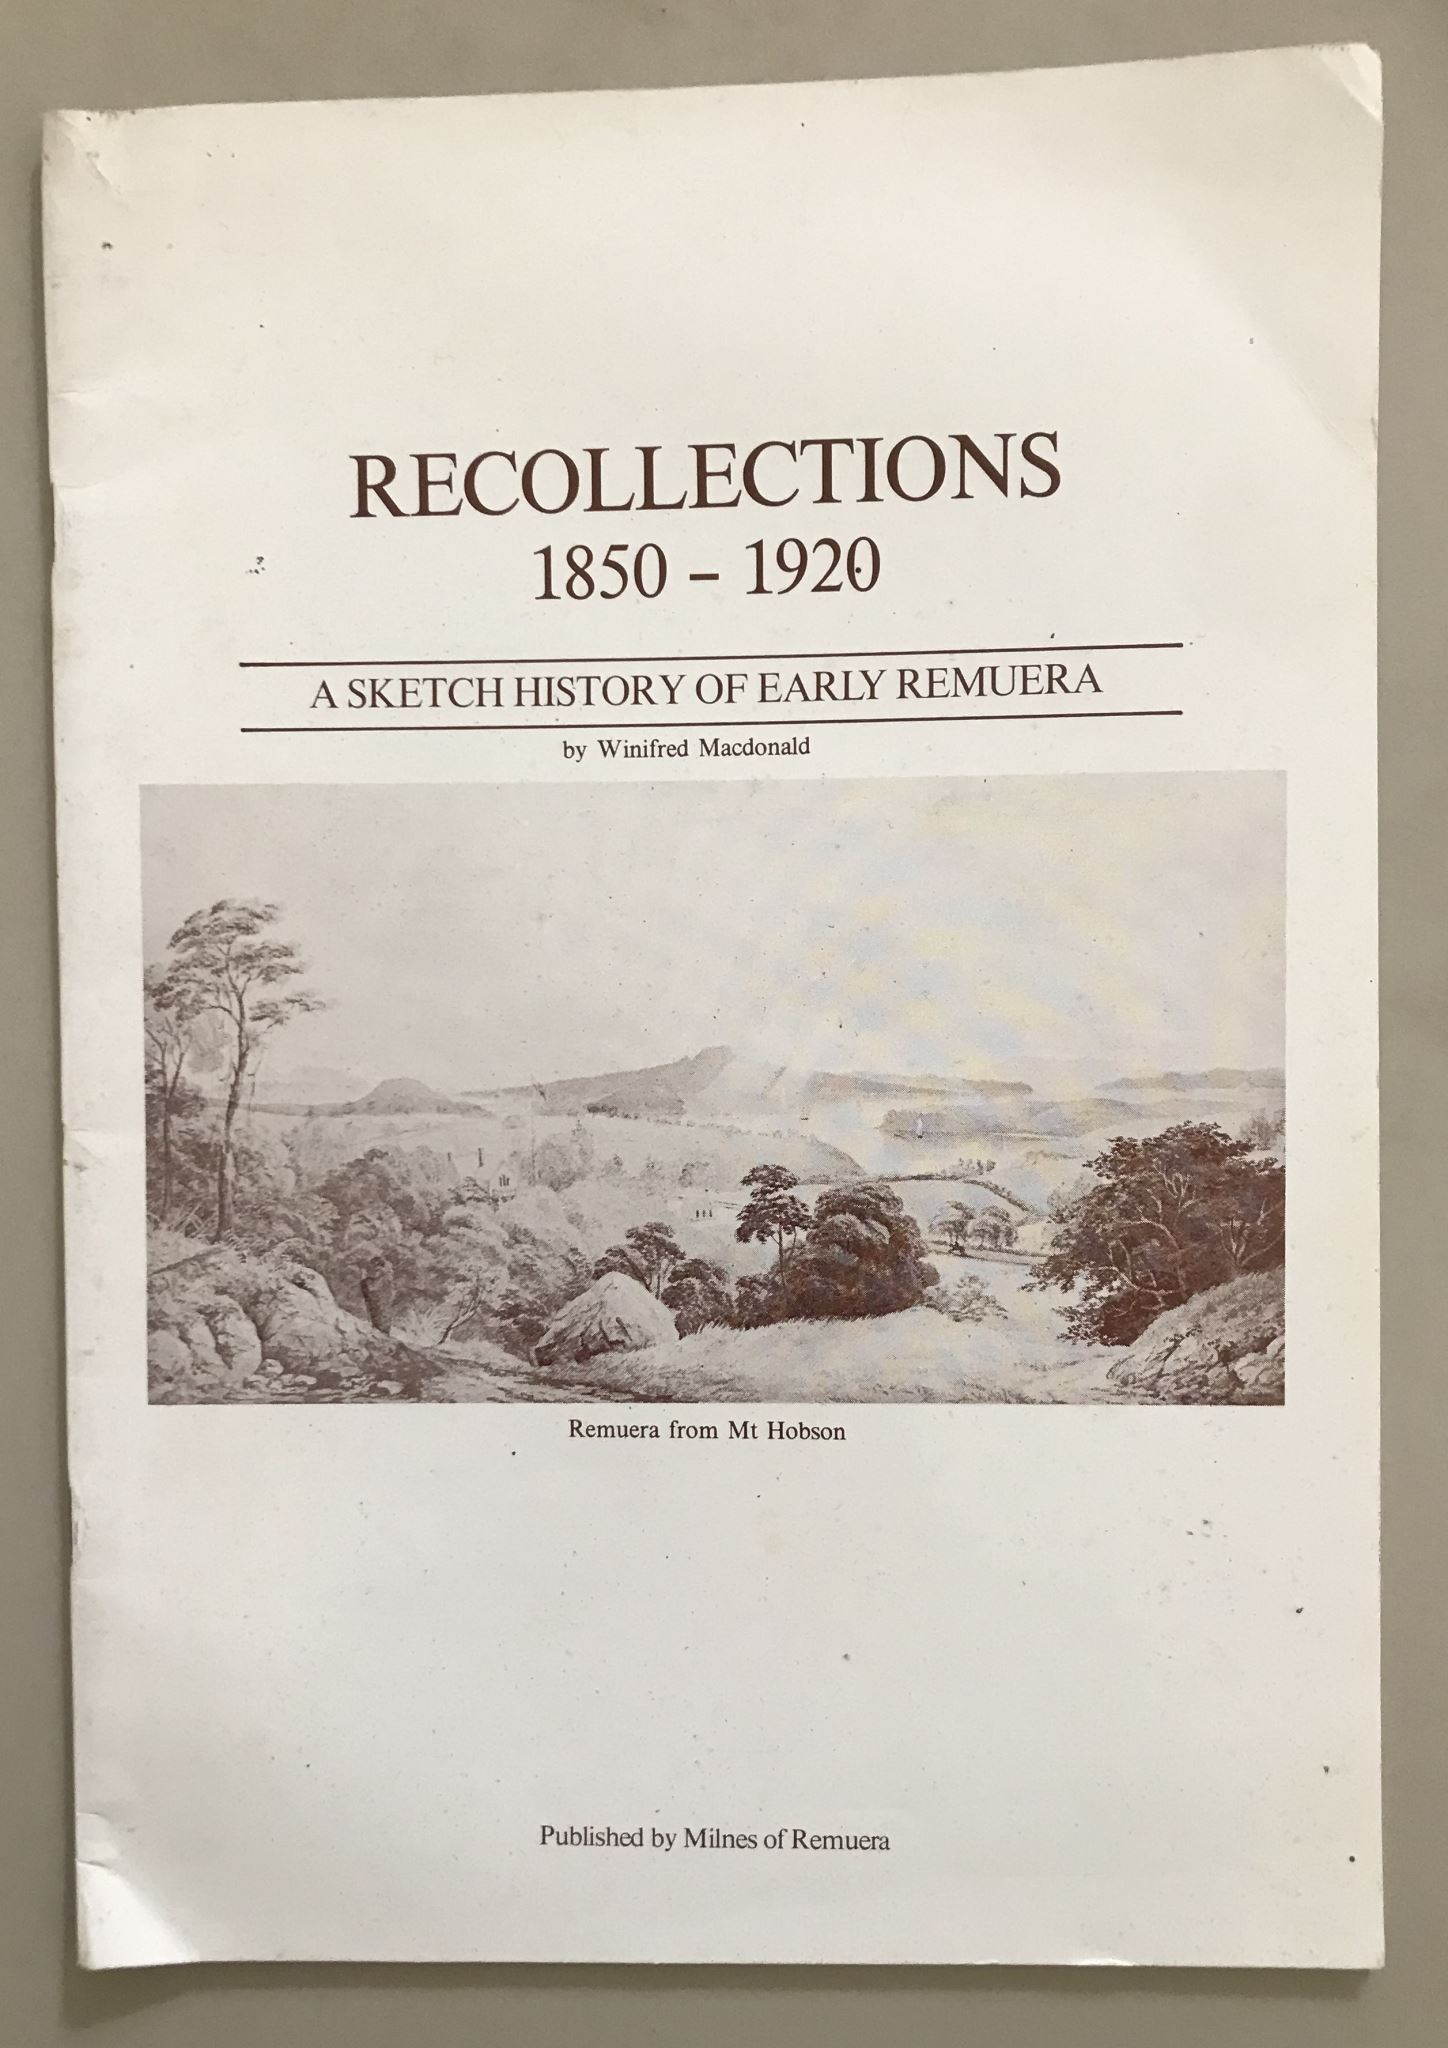 RECOLLECTIONS
1850 – 1920
A SKETCH HISTORY OF EARLY REMUERA
by Winifred Macdonald
Remuera from Mt Hobson
Published by Milnes of Remuera